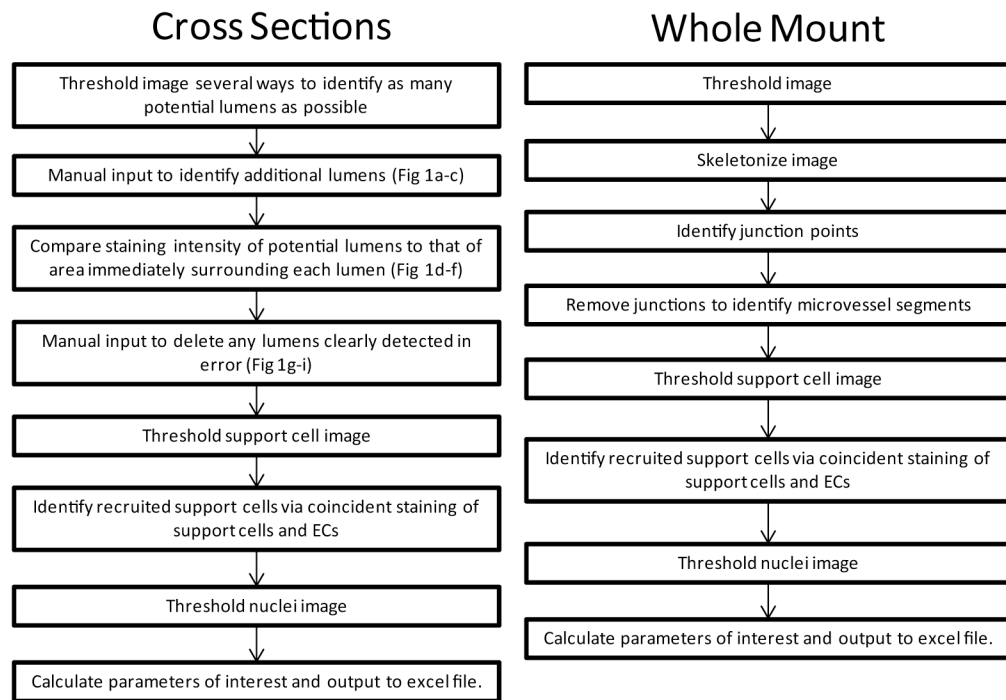 Cross Sections
Threshold image several ways to identify as many
potential lumens as possible
Manual input to identify additional lumens (Fig 1a-c)
Compare staining intensity of potential lumens to that of
area immediately surrounding each lumen (Fig 1d-f)
Manual input to delete any lumens clearly detected in
error (Fig 1g-i)
Threshold support cell image
Identify recruited support cells via coincident staining of
support cells and ECs
Threshold nuclei image
Calculate parameters of interest and output to excel file.
Whole Mount
Threshold image
Skeletonize image
Identify junction points
Remove junctions to identify microvessel segments
Threshold support cell image
Identify recruited support cells via coincident staining of
support cells and ECs
Threshold nuclei image
Calculate parameters of interest and output to excel file.